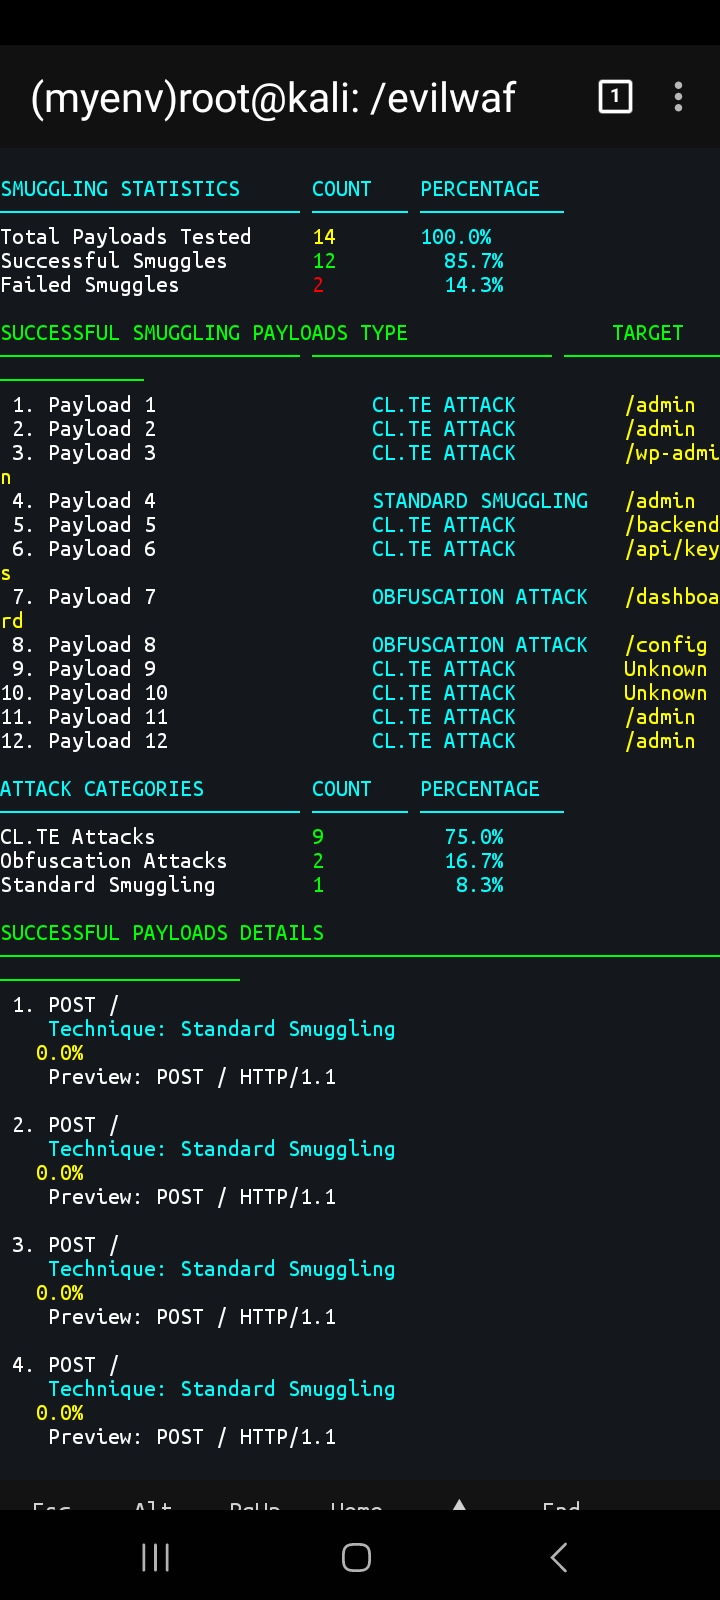 (myenv)root@kali: /evilwaf 1
SMUGGLING STATISTICS COUNT PERCENTAGE
Total Payloads Tested 14 100.0%
Successful Smuggles 12 85.7%
Failed Smuggles 2 14.3%
SUCCESSFUL SMUGGLING PAYLOADS TYPE TARGET
1. Payload 1 CL.TE ATTACK /admin
2. Payload 2 CL.TE ATTACK /admin
3. Payload 3 CL.TE ATTACK /wp-admi
n
4. Payload 4 STANDARD SMUGGLING /admin
5. Payload 5 CL.TE ATTACK /backend
6. Payload 6 CL.TE ATTACK /api/key
s
7. Payload 7 OBFUSCATION ATTACK /dashboa
rd
8. Payload 8 OBFUSCATION ATTACK /config
9. Payload 9 CL.TE ATTACK Unknown
10. Payload 10 CL.TE ATTACK Unknown
11. Payload 11 CL.TE ATTACK /admin
12. Payload 12 CL.TE ATTACK /admin
ATTACK CATEGORIES COUNT PERCENTAGE
CL.TE Attacks 9 75.0%
Obfuscation Attacks 2 16.7%
Standard Smuggling 1 8.3%
SUCCESSFUL PAYLOADS DETAILS
1. POST /
Technique: Standard Smuggling
0.0%
Preview: POST / HTTP/1.1
2. POST /
Technique: Standard Smuggling
0.0%
Preview: POST / HTTP/1.1
3. POST /
Technique: Standard Smuggling
0.0%
Preview: POST / HTTP/1.1
4. POST /
Technique: Standard Smuggling
0.0%
Preview: POST / HTTP/1.1
Esc Alt PgUp Home End